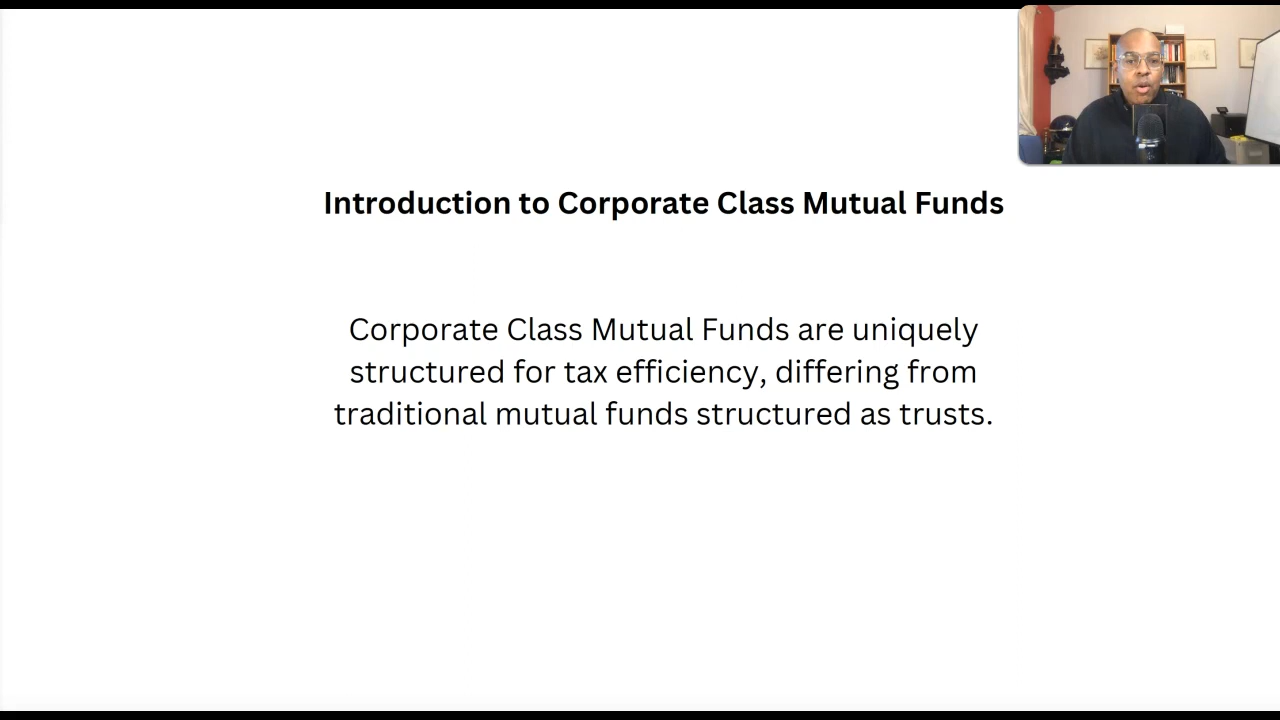 Introduction to Corporate Class Mutual Funds
Corporate Class Mutual Funds are uniquely
structured for tax efficiency, differing from
traditional mutual funds structured as trusts.